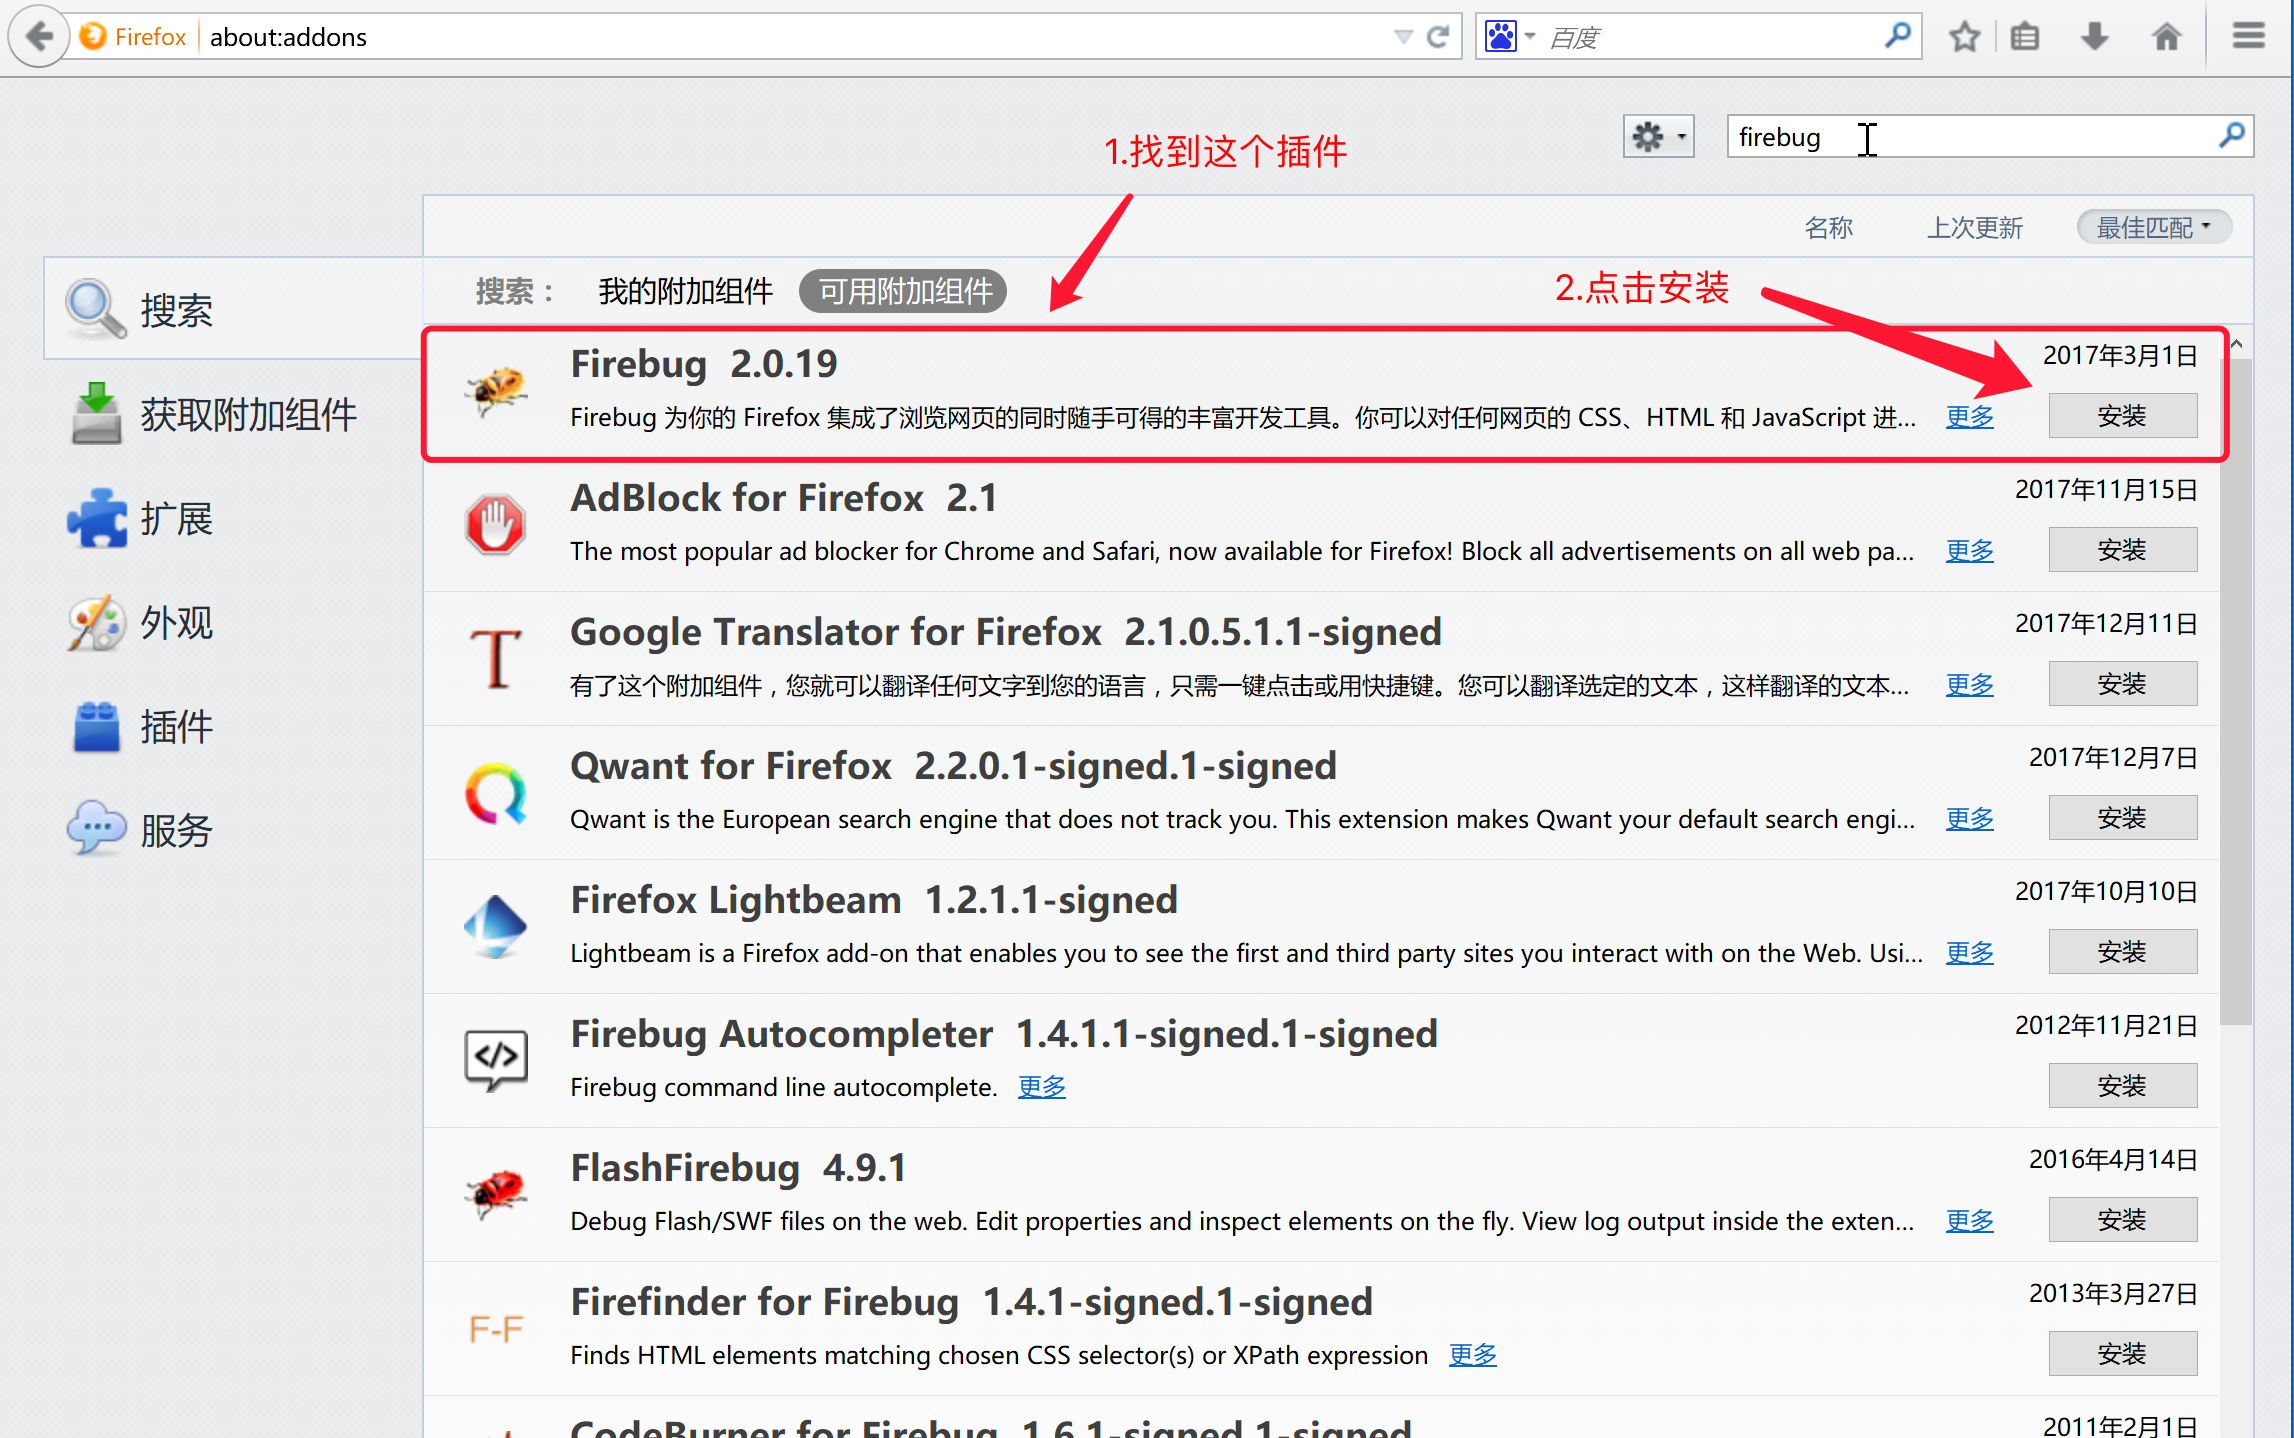 Firefox about:addons 百度
1.找到这个插件
firebug
名称 上次更新 最佳匹配
搜索： 我的附加组件 可用附加组件
2.点击安装
搜索
获取附加组件
扩展
外观
插件
服务
Firebug 2.0.19 2017年3月1日
Firebug 为你的 Firefox 集成了浏览网页的同时随手可得的丰富开发工具。你可以对任何网页的 CSS、HTML 和 JavaScript 进... 更多 安装
AdBlock for Firefox 2.1 2017年11月15日
The most popular ad blocker for Chrome and Safari, now available for Firefox! Block all advertisements on all web pa... 更多 安装
Google Translator for Firefox 2.1.0.5.1.1-signed 2017年12月11日
有了这个附加组件，您就可以翻译任何文字到您的语言，只需一键点击或用快捷键。您可以翻译选定的文本，这样翻译的文本... 更多 安装
Qwant for Firefox 2.2.0.1-signed.1-signed 2017年12月7日
Qwant is the European search engine that does not track you. This extension makes Qwant your default search engi... 更多 安装
Firefox Lightbeam 1.2.1.1-signed 2017年10月10日
Lightbeam is a Firefox add-on that enables you to see the first and third party sites you interact with on the Web. Usi... 更多 安装
Firebug Autocompleter 1.4.1.1-signed.1-signed 2012年11月21日
Firebug command line autocomplete. 更多 安装
FlashFirebug 4.9.1 2016年4月14日
Debug Flash/SWF files on the web. Edit properties and inspect elements on the fly. View log output inside the exten... 更多 安装
F-F
Firefinder for Firebug 1.4.1-signed.1-signed 2013年3月27日
Finds HTML elements matching chosen CSS selector(s) or XPath expression 更多 安装
CodeBurner for Firebug 1.6.1-signed.1-signed 2011年2月1日